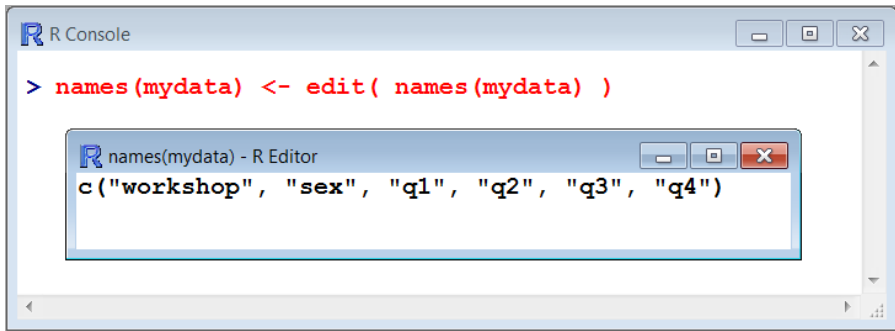 R Console
> names(mydata) <- edit( names(mydata) )
names(mydata) - R Editor
c("workshop", "sex", "q1", "q2", "q3", "q4")